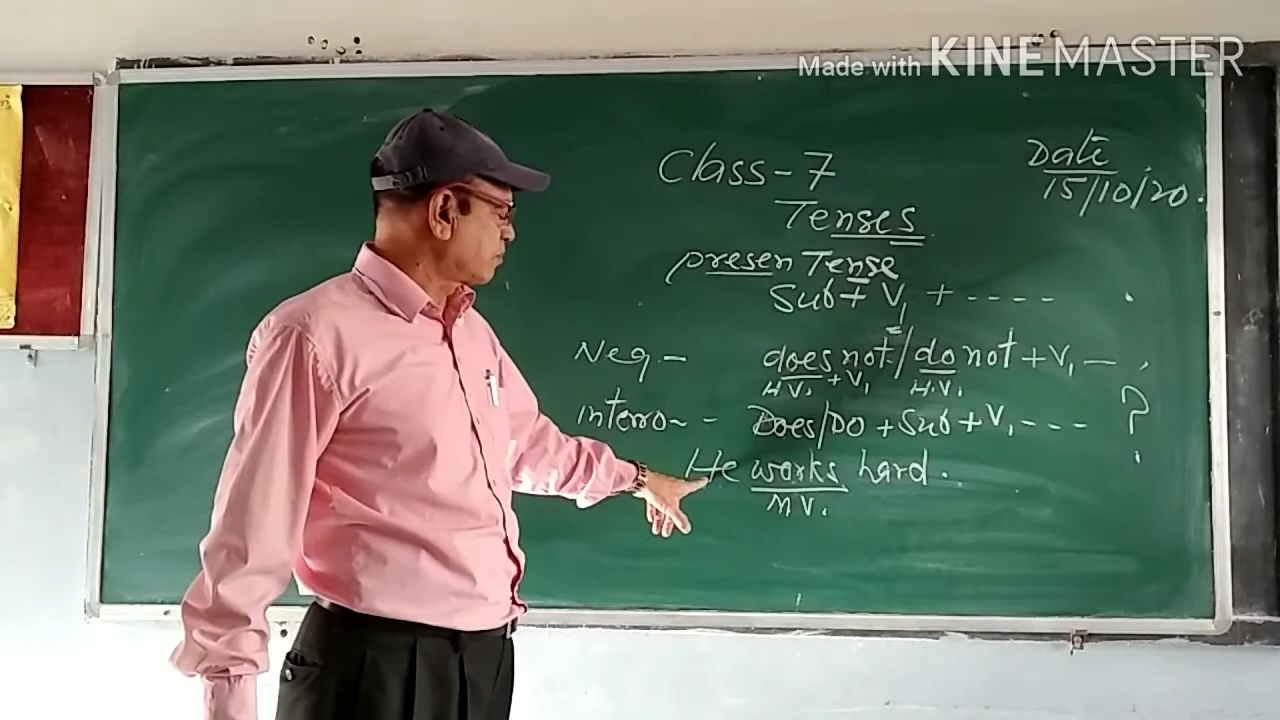 Made with KINEMASTER
Class-7
Date
15/10/20.
Tenses
presen Tense
Sub + V1 + ----
Neg - does not / do not + V1 -
H.V. + V1 H.V.
interro - - Does/Do + Sub + V1 --- ?
He works hard.
M V.